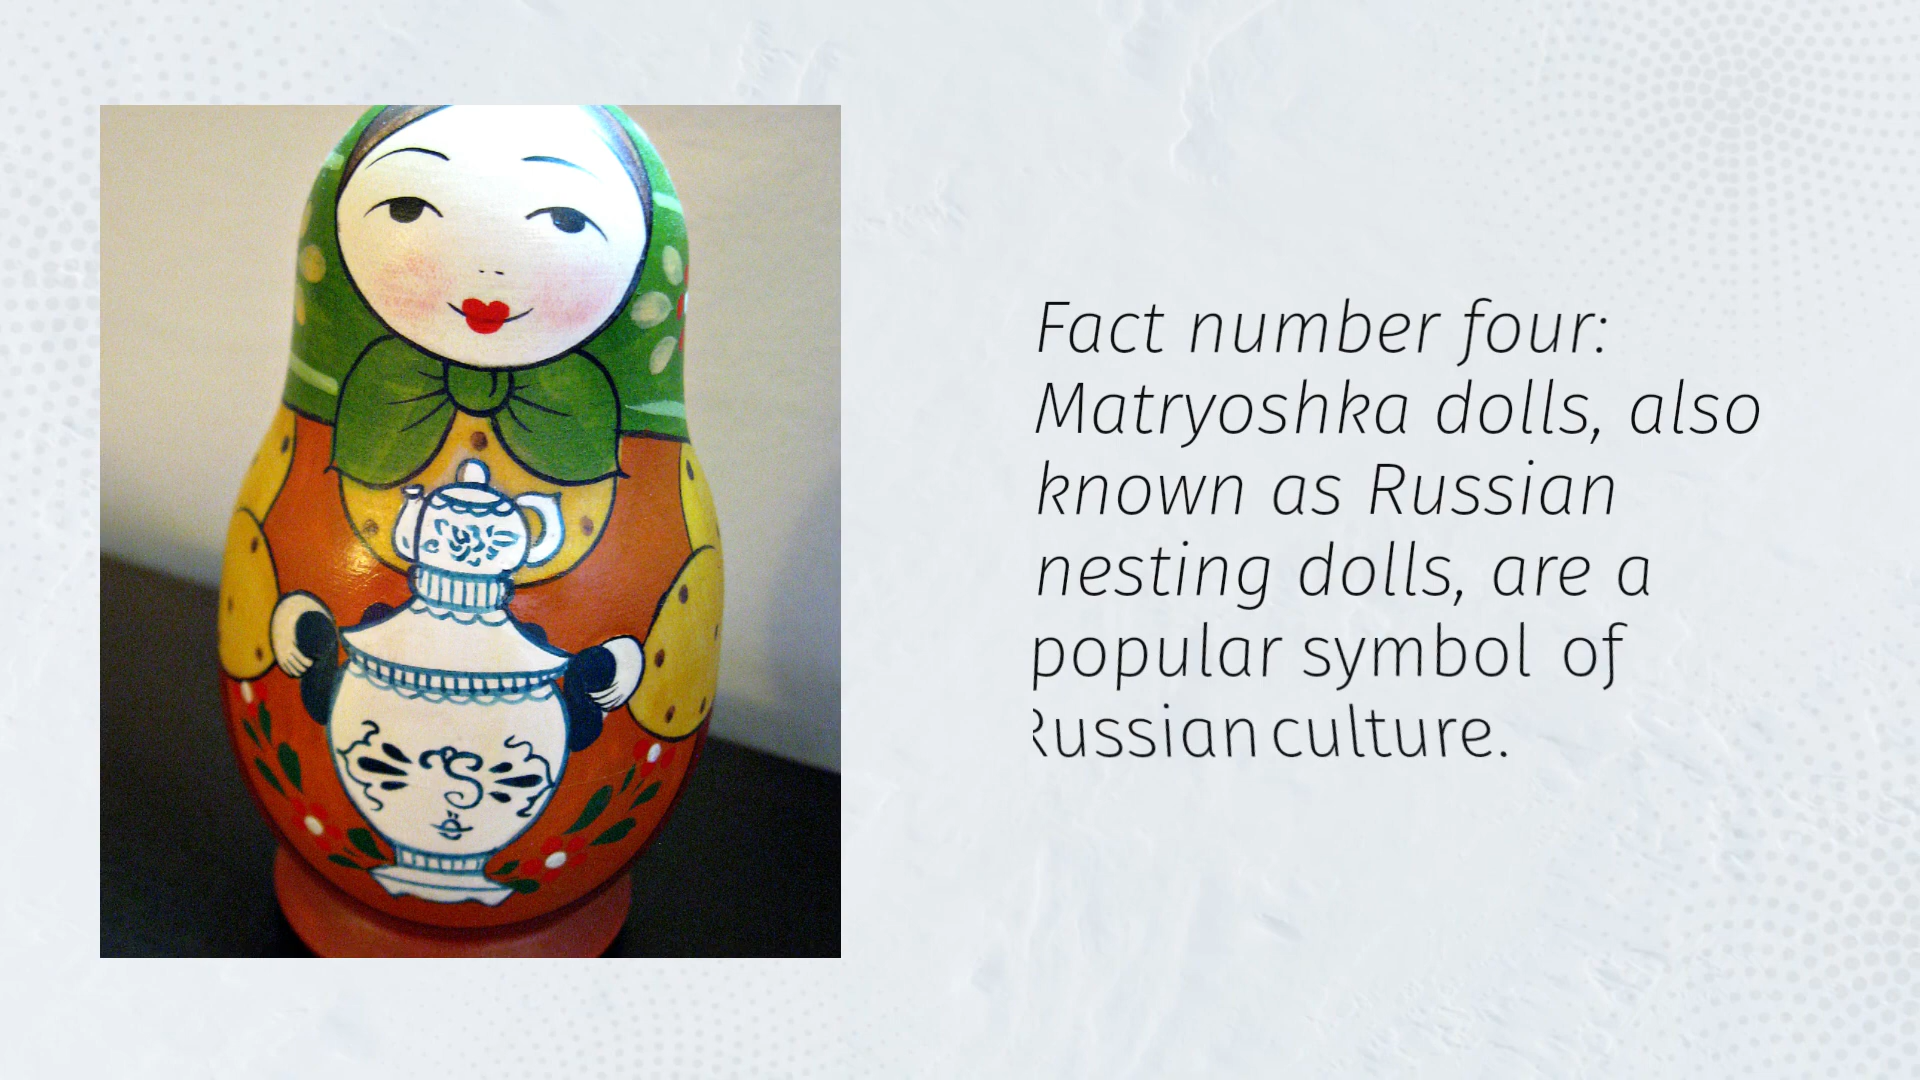 Fact number four:
Matryoshka dolls, also
known as Russian
nesting dolls, are a
popular symbol of
Russian culture.